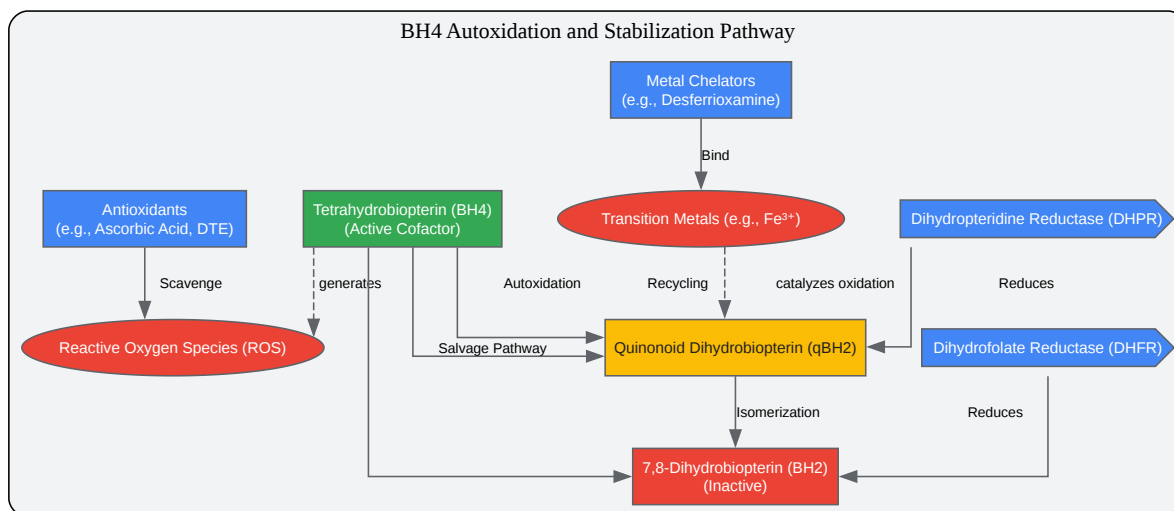 BH4 Autoxidation and Stabilization Pathway
Metal Chelators
(e.g., Desferrioxamine)
Bind
Antioxidants
(e.g., Ascorbic Acid, DTE)
Tetrahydrobiopterin (BH4)
(Active Cofactor)
Transition Metals (e.g., Fe³⁺)
Dihydropteridine Reductase (DHPR)
Scavenge
generates
Autoxidation
Recycling
catalyzes oxidation
Reduces
Reactive Oxygen Species (ROS)
Salvage Pathway
Quinonoid Dihydrobiopterin (qBH2)
Dihydrofolate Reductase (DHFR)
Isomerization
Reduces
7,8-Dihydrobiopterin (BH2)
(Inactive)